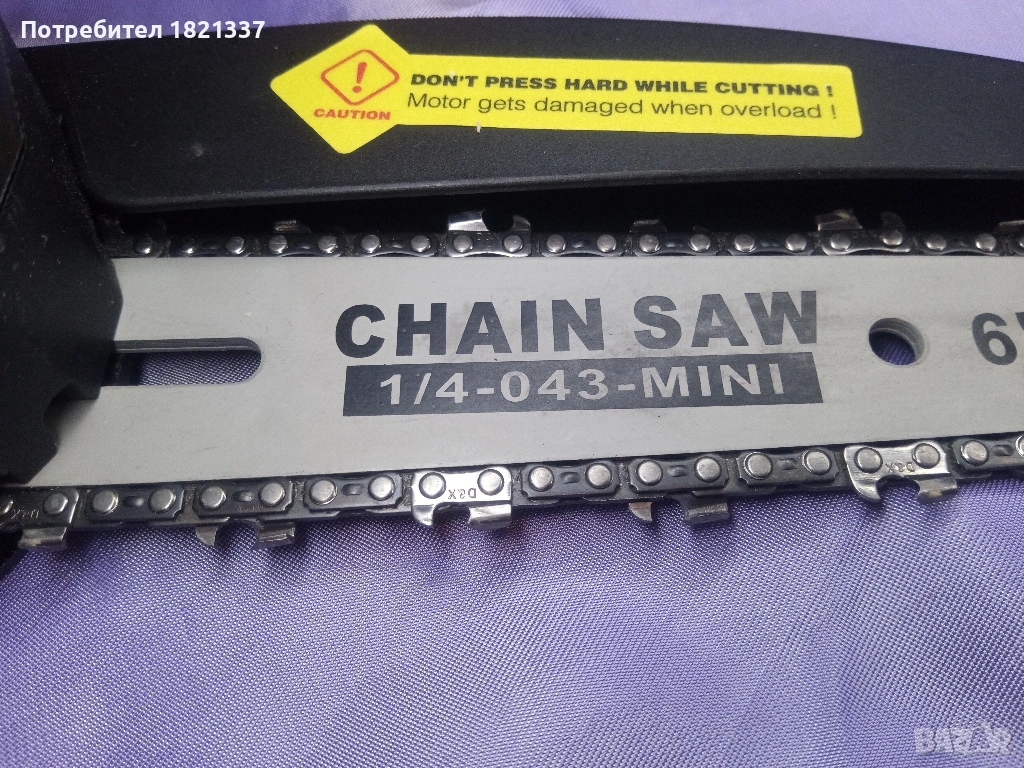 Потребител 1821337
DON'T PRESS HARD WHILE CUTTING !
Motor gets damaged when overload !
CAUTION
CHAIN SAW
1/4-043-MINI
D&X
D&X
D&X
BAZAR